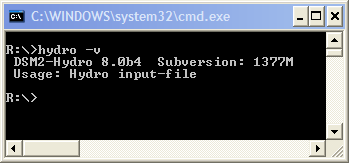 C:\WINDOWS\system32\cmd.exe
R:\>hydro -v
DSM2-Hydro 8.0b4  Subversion: 1377M
Usage: Hydro input-file
R:\>